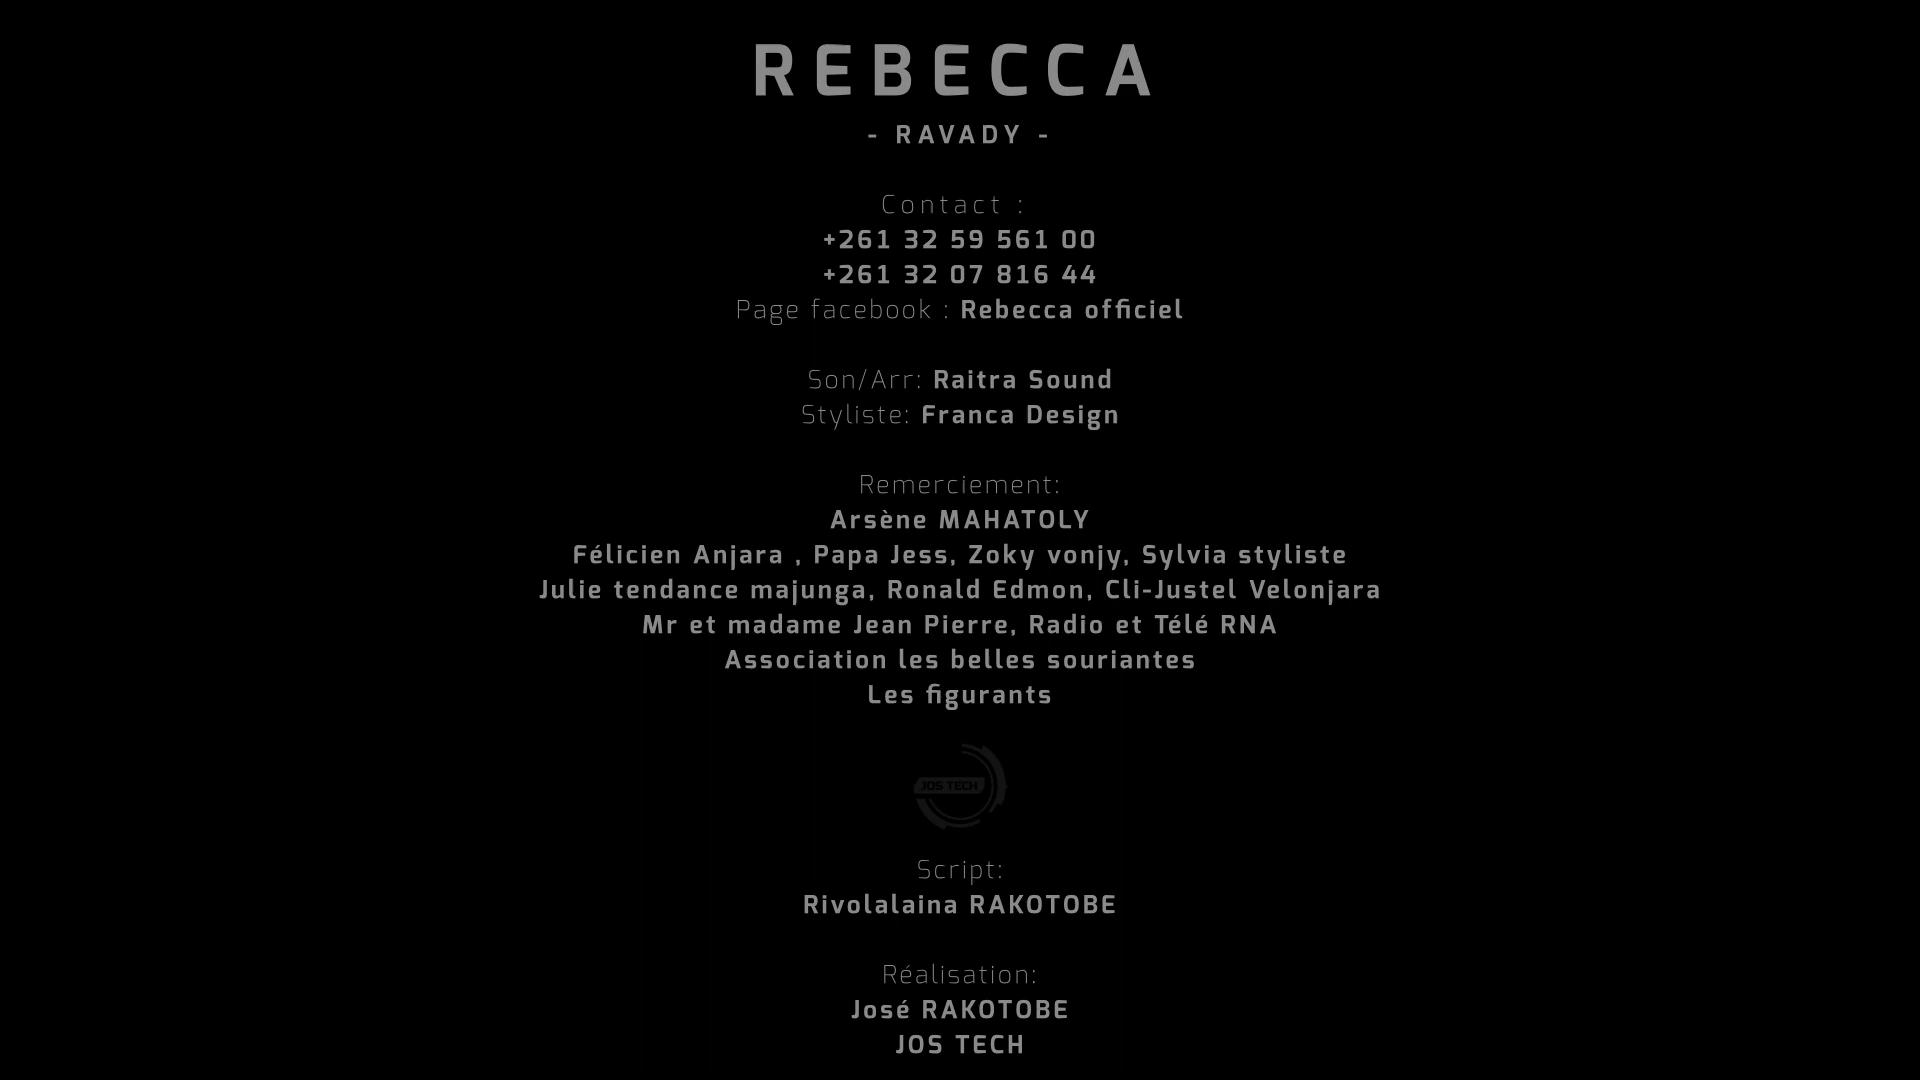 REBECCA
- RAVADY -
Contact :
+261 32 59 561 00
+261 32 07 816 44
Page facebook : Rebecca officiel
Son/Arr: Raitra Sound
Styliste: Franca Design
Remerciement:
Arsène MAHATOLY
Félicien Anjara , Papa Jess, Zoky vonjy, Sylvia styliste
Julie tendance majunga, Ronald Edmon, Cli-Justel Velonjara
Mr et madame Jean Pierre, Radio et Télé RNA
Association les belles souriantes
Les figurants
JOS TECH
Script:
Rivolalaina RAKOTOBE
Réalisation:
José RAKOTOBE
JOS TECH